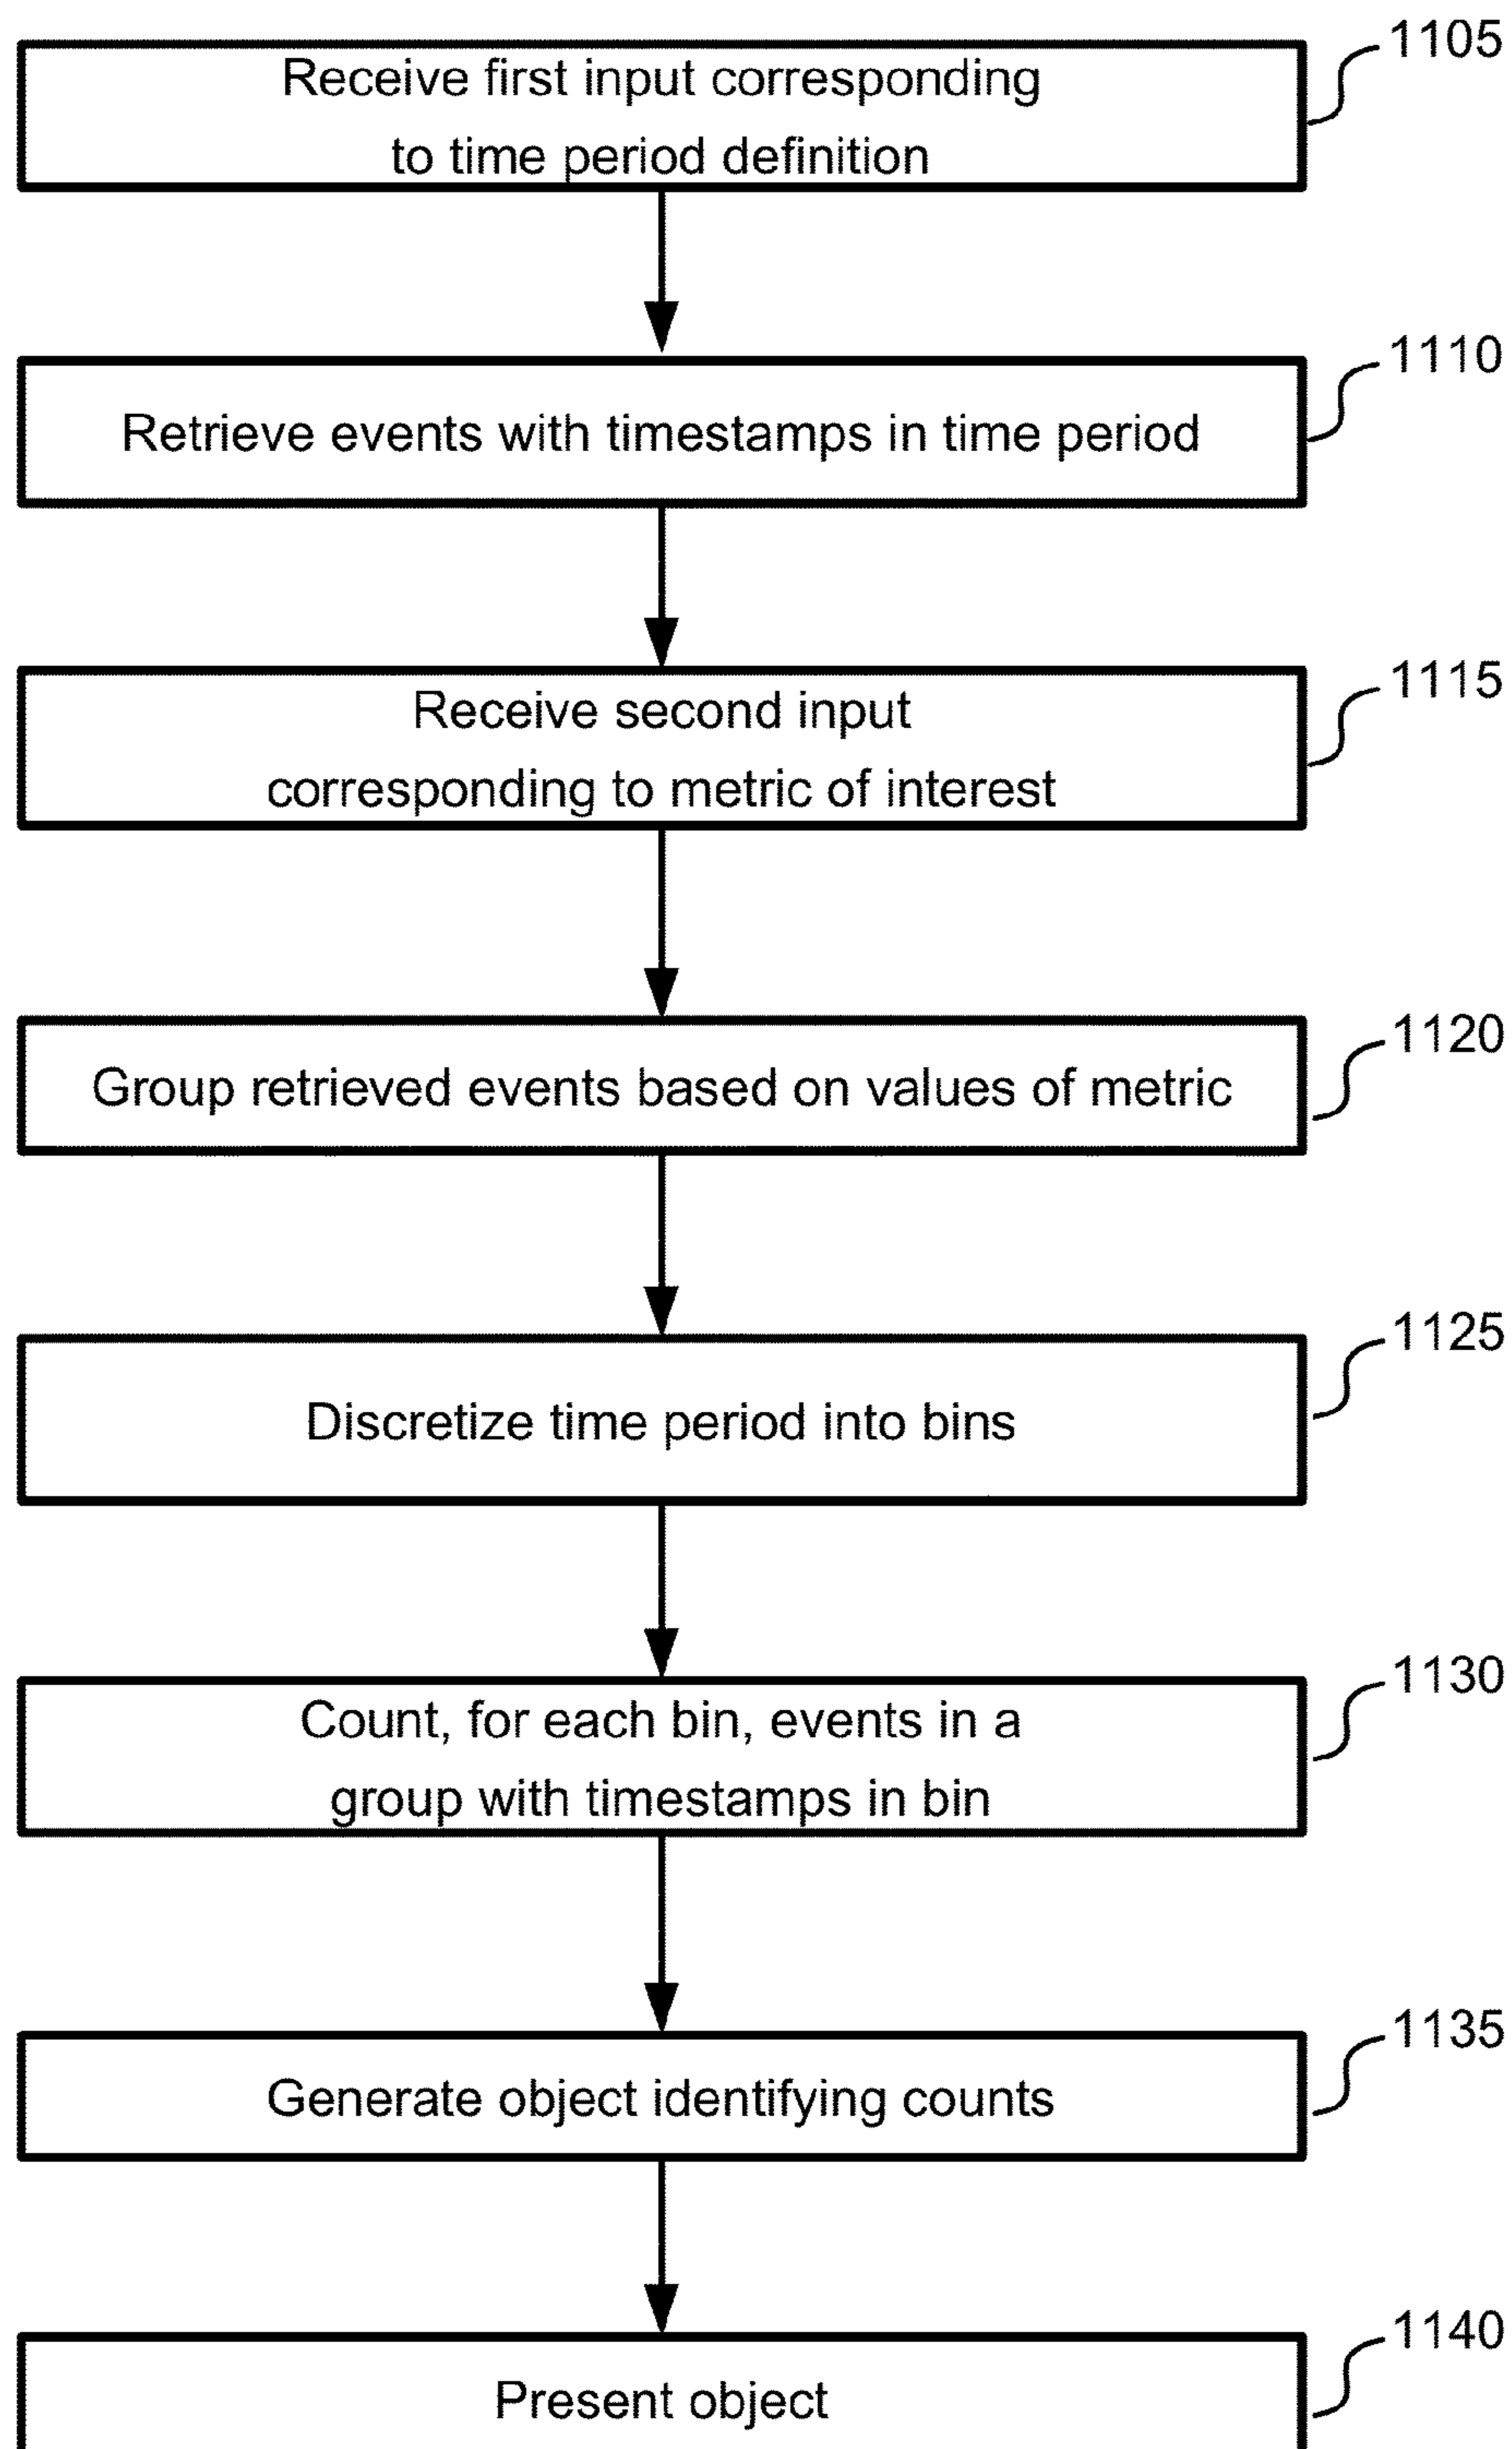 1105
Receive first input corresponding
to time period definition
1110
Retrieve events with timestamps in time period
1115
Receive second input
corresponding to metric of interest
1120
Group retrieved events based on values of metric
1125
Discretize time period into bins
1130
Count, for each bin, events in a
group with timestamps in bin
1135
Generate object identifying counts
1140
Present object